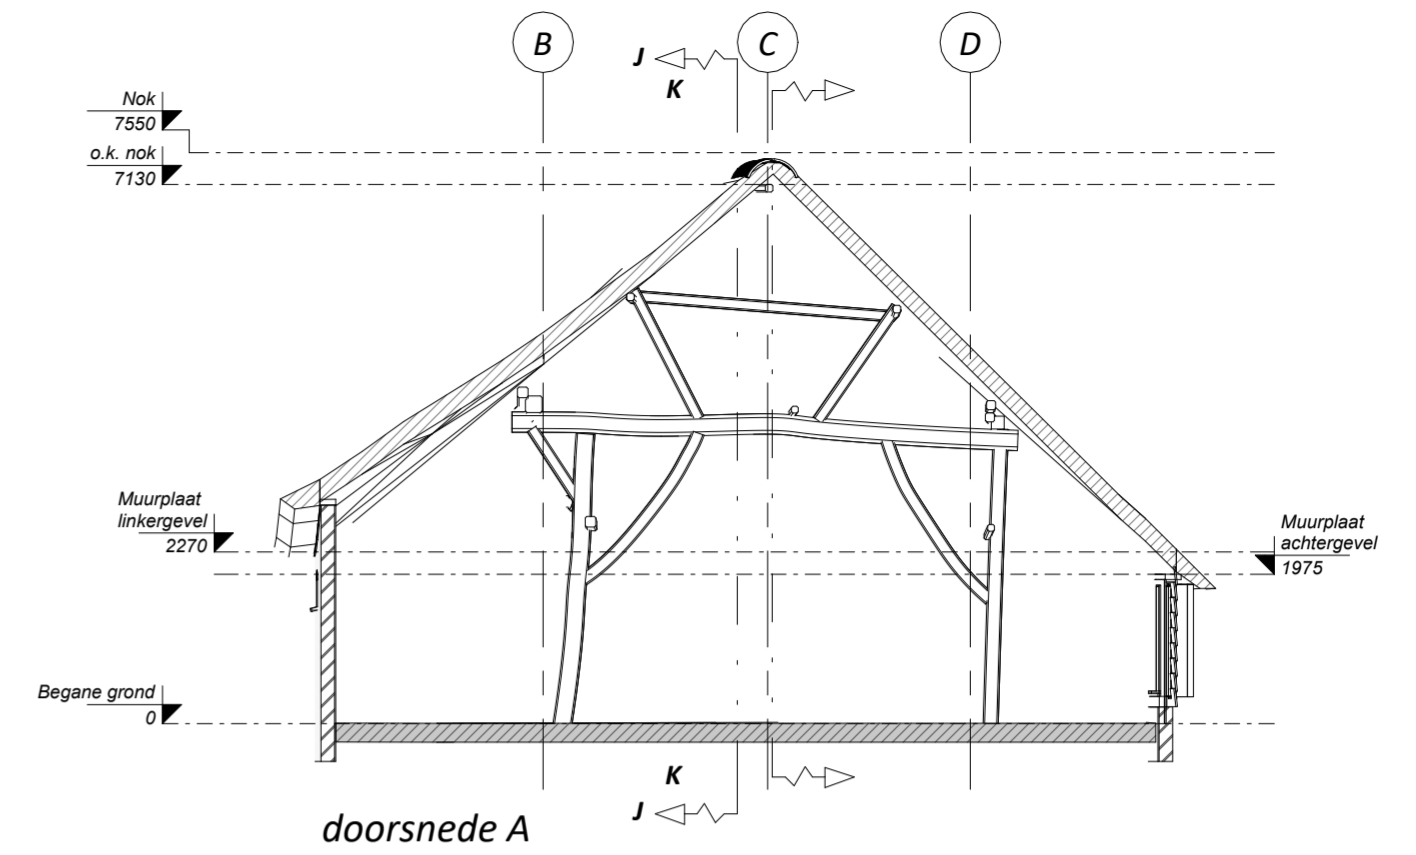 B
C
D
J
K
Nok
7550
o.k. nok
7130
Muurplaat
linkergevel
2270
Muurplaat
achtergevel
1975
Begane grond
0
K
J
doorsnede A